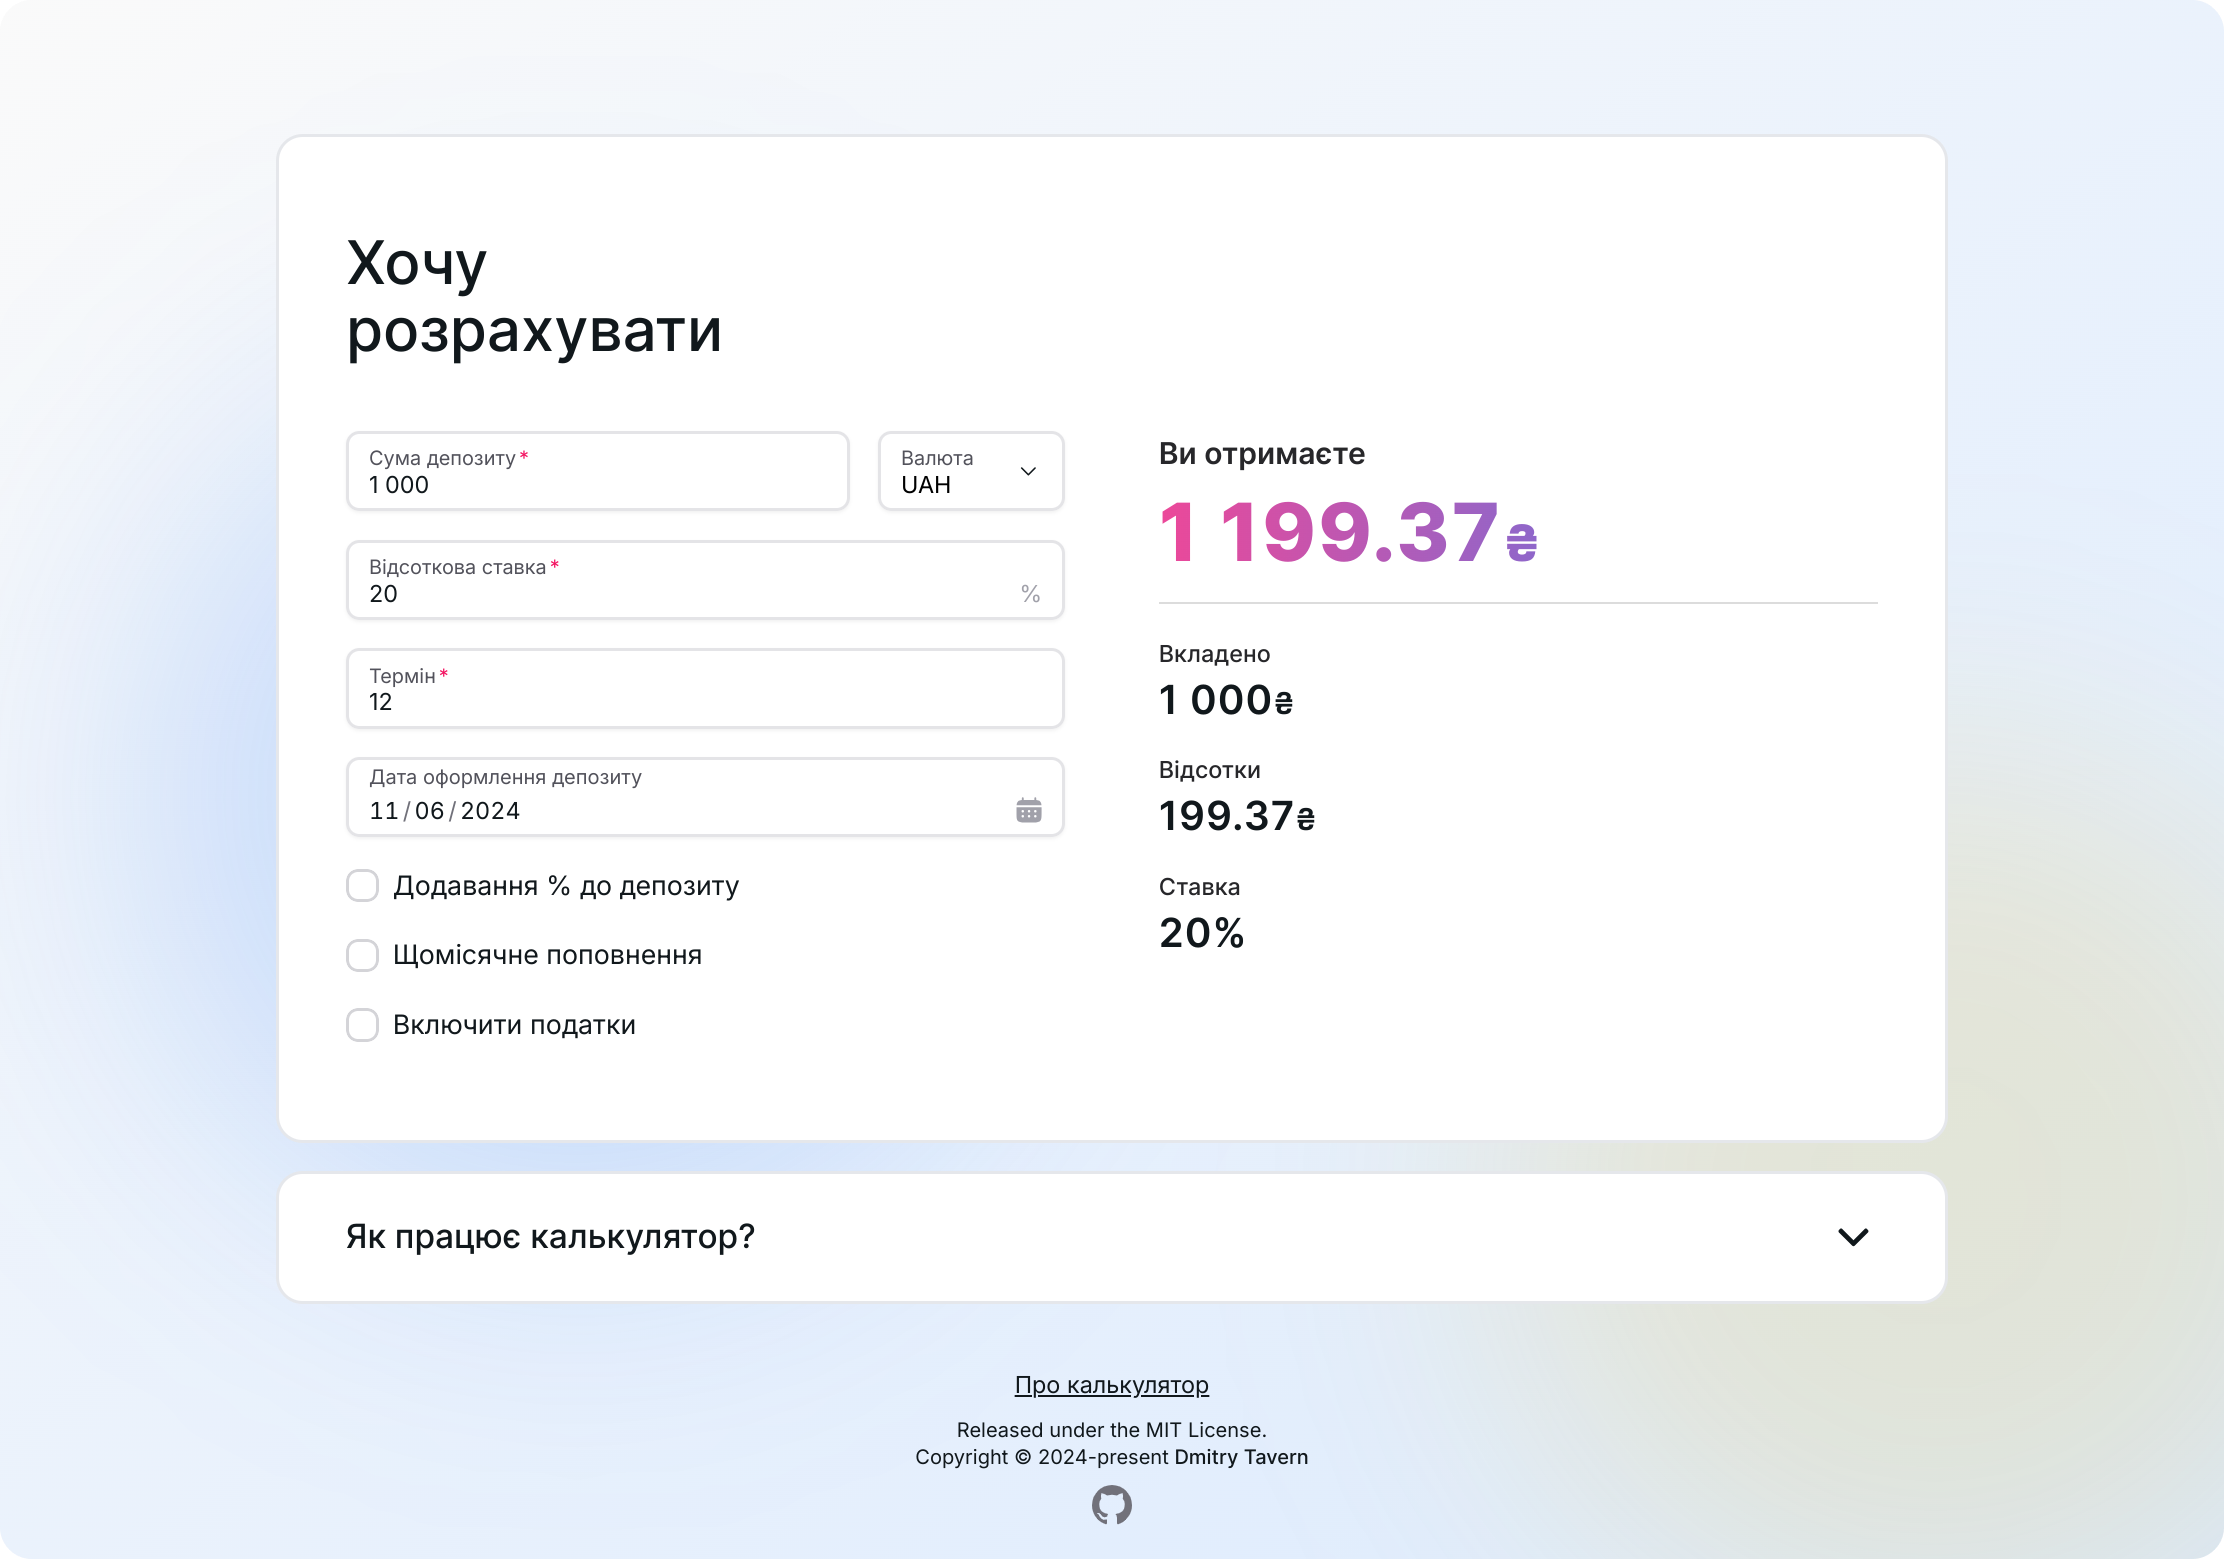 Хочу
розрахувати
Сума депозиту*
1 000
Валюта
UAH
Відсоткова ставка*
20
%
Термін*
12
Дата оформлення депозиту
11/06/2024
Додавання % до депозиту
Щомісячне поповнення
Включити податки
Ви отримаєте
1 199.37₴
Вкладено
1 000₴
Відсотки
199.37₴
Ставка
20%
Як працює калькулятор?
Про калькулятор
Released under the MIT License.
Copyright © 2024-present Dmitry Tavern